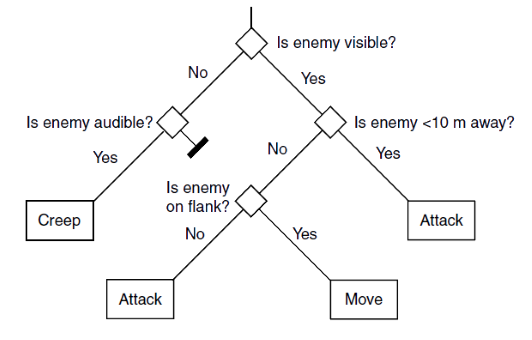 Is enemy visible?
No
Yes
Is enemy audible?
Is enemy <10 m away?
Yes
No
Yes
Is enemy
on flank?
Creep
Attack
No
Yes
Attack
Move